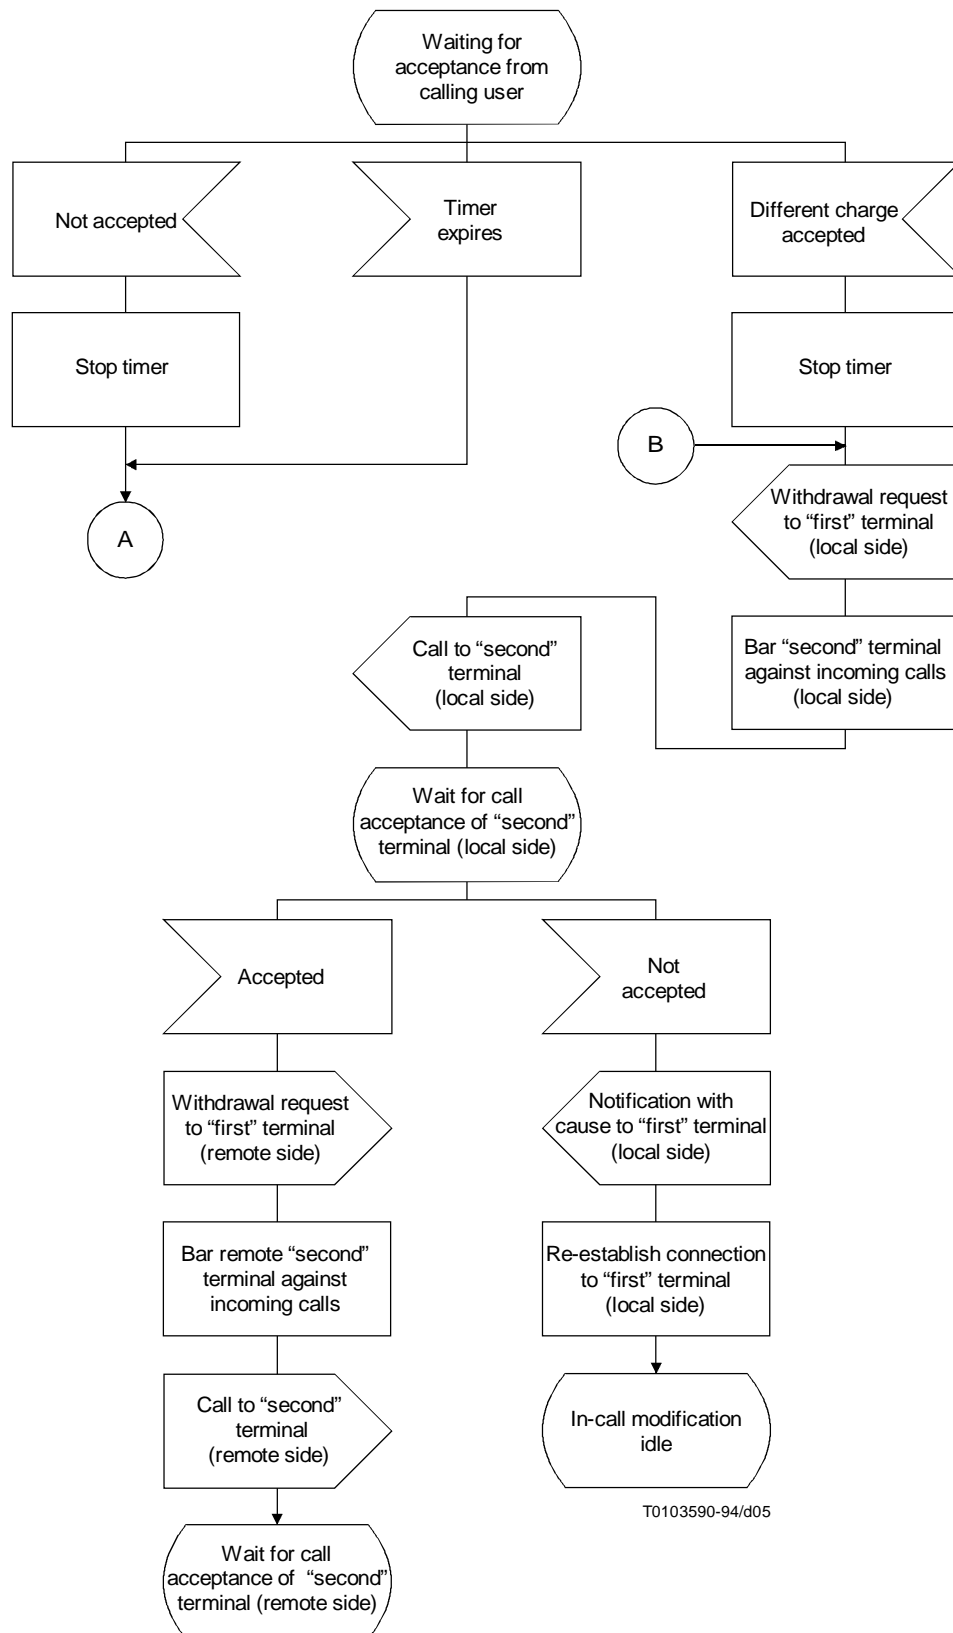 Waiting for
acceptance from
calling user
Not accepted
Timer
expires
Different charge
accepted
Stop timer
Stop timer
B
A
Withdrawal request
to “first” terminal
(local side)
Call to “second”
terminal
(local side)
Bar “second” terminal
against incoming calls
(local side)
Wait for call
acceptance of “second”
terminal (local side)
Accepted
Not
accepted
Withdrawal request
to “first” terminal
(remote side)
Notification with
cause to “first” terminal
(local side)
Bar remote “second”
terminal against
incoming calls
Re-establish connection
to “first” terminal
(local side)
Call to “second”
terminal
(remote side)
In-call modification
idle
T0103590-94/d05
Wait for call
acceptance of “second”
terminal (remote side)